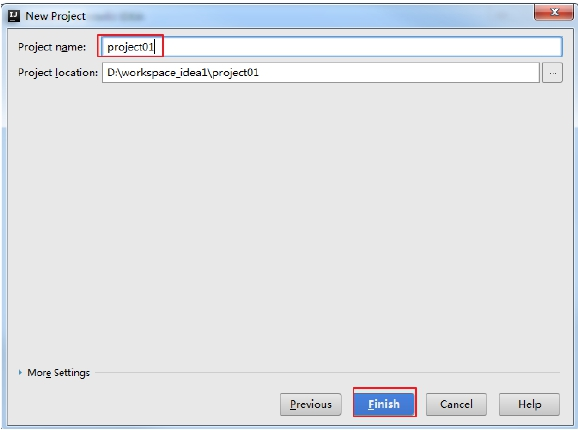 New Project
Project name: project01
Project location: D:\workspace_idea1\project01 ...
More Settings
Previous Finish Cancel Help